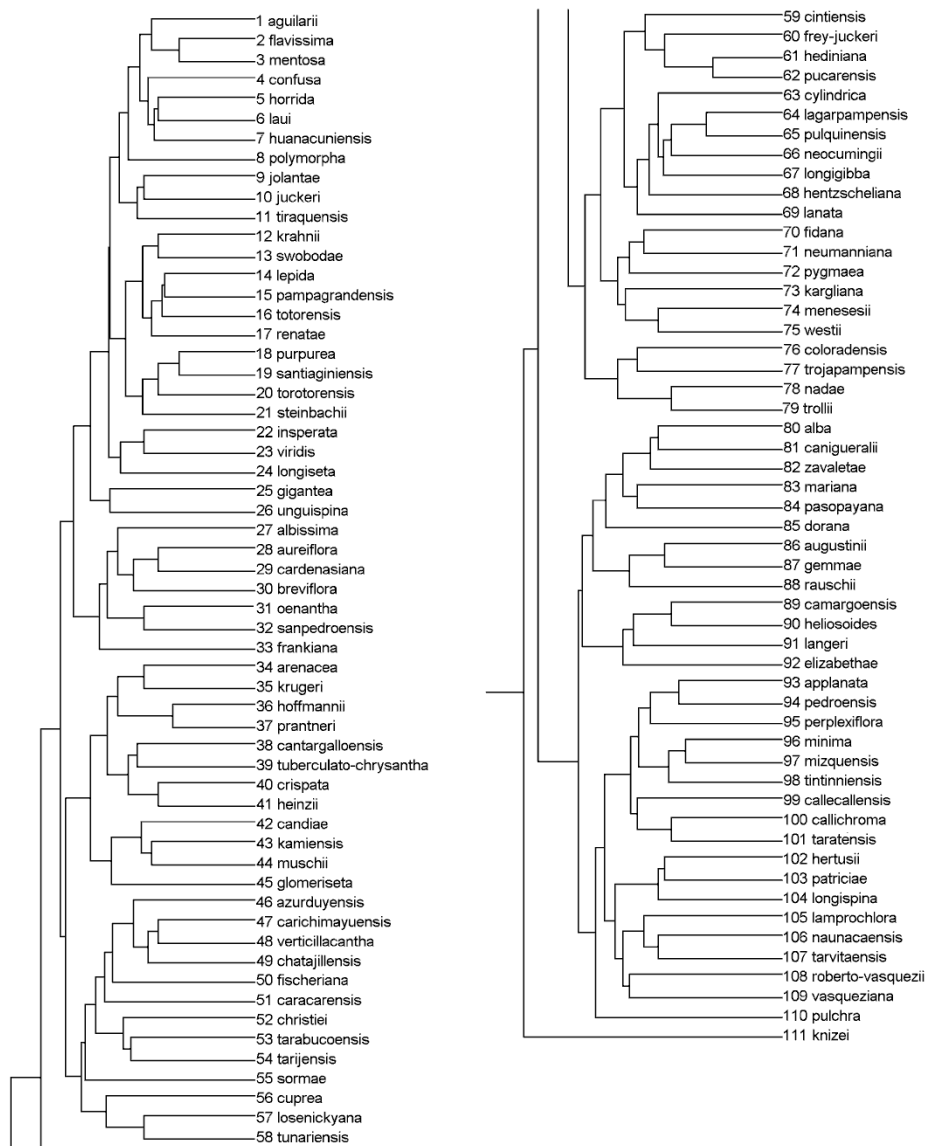 1 aguilarii
2 flavissima
3 mentosa
4 confusa
5 horrida
6 laui
7 huanacuniensis
8 polymorpha
9 jolantae
10 juckeri
11 tiraquensis
12 krahnii
13 swobodae
14 lepida
15 pampagrandensis
16 totorensis
17 renatae
18 purpurea
19 santiaginiensis
20 torotorensis
21 steinbachii
22 insperata
23 viridis
24 longiseta
25 gigantea
26 unguispina
27 albissima
28 aureiflora
29 cardenasiana
30 breviflora
31 oenantha
32 sanpedroensis
33 frankiana
34 arenacea
35 krugeri
36 hoffmannii
37 prantneri
38 cantargalloensis
39 tuberculato-chrysantha
40 crispata
41 heinzii
42 candiae
43 kamiensis
44 muschii
45 glomeriseta
46 azurduyensis
47 carichimayuensis
48 verticillacantha
49 chatajillensis
50 fischeriana
51 caracarensis
52 christiei
53 tarabucoensis
54 tarijensis
55 sormae
56 cuprea
57 losenickyana
58 tunariensis
59 cintiensis
60 frey-juckeri
61 hediniana
62 pucarensis
63 cylindrica
64 lagarpampensis
65 pulquinensis
66 neocumingii
67 longigibba
68 hentzscheliana
69 lanata
70 fidana
71 neumanniana
72 pygmaea
73 kargliana
74 menesesii
75 westii
76 coloradensis
77 trojapampensis
78 nadae
79 trollii
80 alba
81 canigueralii
82 zavaletae
83 mariana
84 pasopayana
85 dorana
86 augustinii
87 gemmae
88 rauschii
89 camargoensis
90 heliosoides
91 langeri
92 elizabethae
93 applanata
94 pedroensis
95 perplexiflora
96 minima
97 mizquensis
98 tintinniensis
99 callecallensis
100 callichroma
101 taratensis
102 hertusii
103 patriciae
104 longispina
105 lamprochlora
106 naunacaensis
107 tarvitaensis
108 roberto-vasquezii
109 vasqueziana
110 pulchra
111 knizei